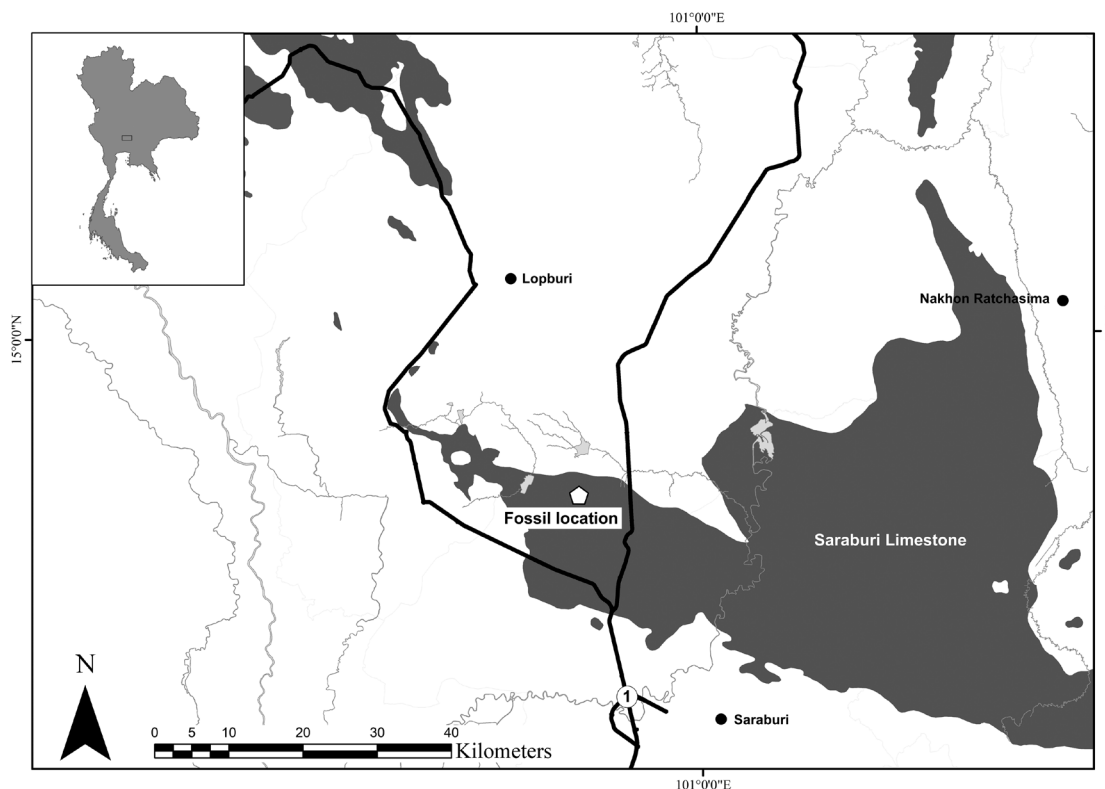 101°0'0"E
Lopburi
Nakhon Ratchasima
15°0'0"N
Fossil location
Saraburi Limestone
N
1
Saraburi
0 5 10 20 30 40
Kilometers
101°0'0"E